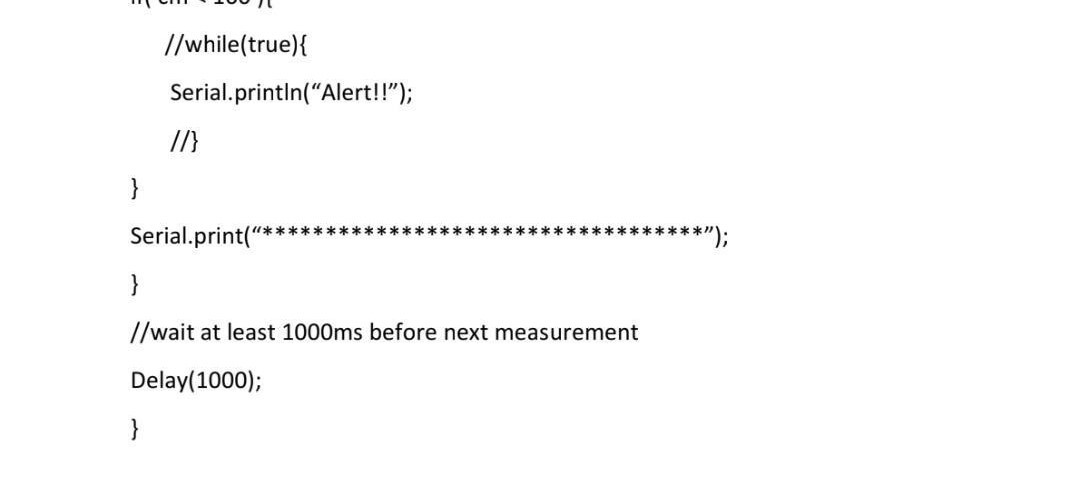 //while(true){
Serial.println(“Alert!!”);
//}
}
Serial.print(“***********************************”);
}
//wait at least 1000ms before next measurement
Delay(1000);
}